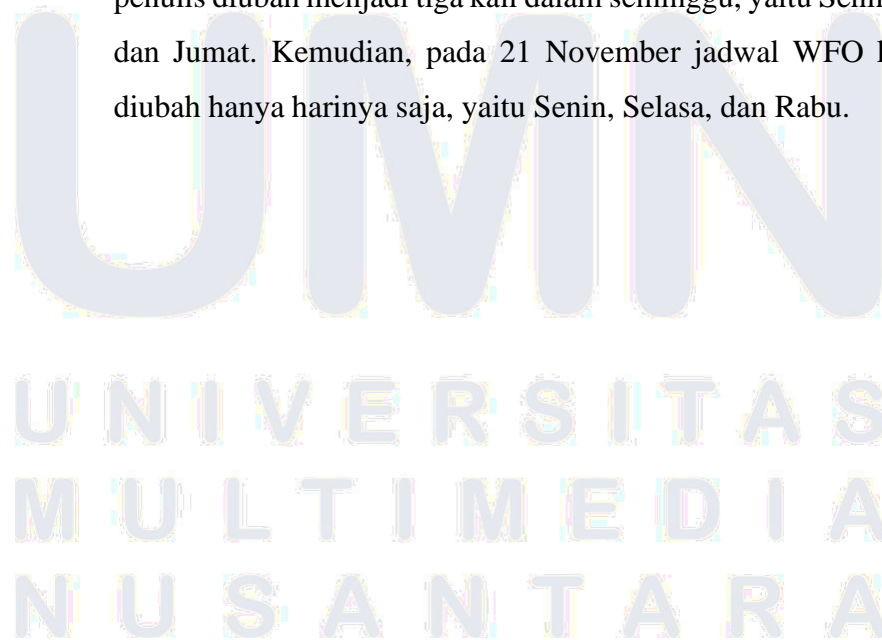 penulis diubah menjadi tiga kali dalam seminggu, yaitu Senin
dan Jumat. Kemudian, pada 21 November jadwal WFO
diubah hanya harinya saja, yaitu Senin, Selasa, dan Rabu.
UMN
UNIVERSITAS
MULTIMEDIA
NUSANTARA